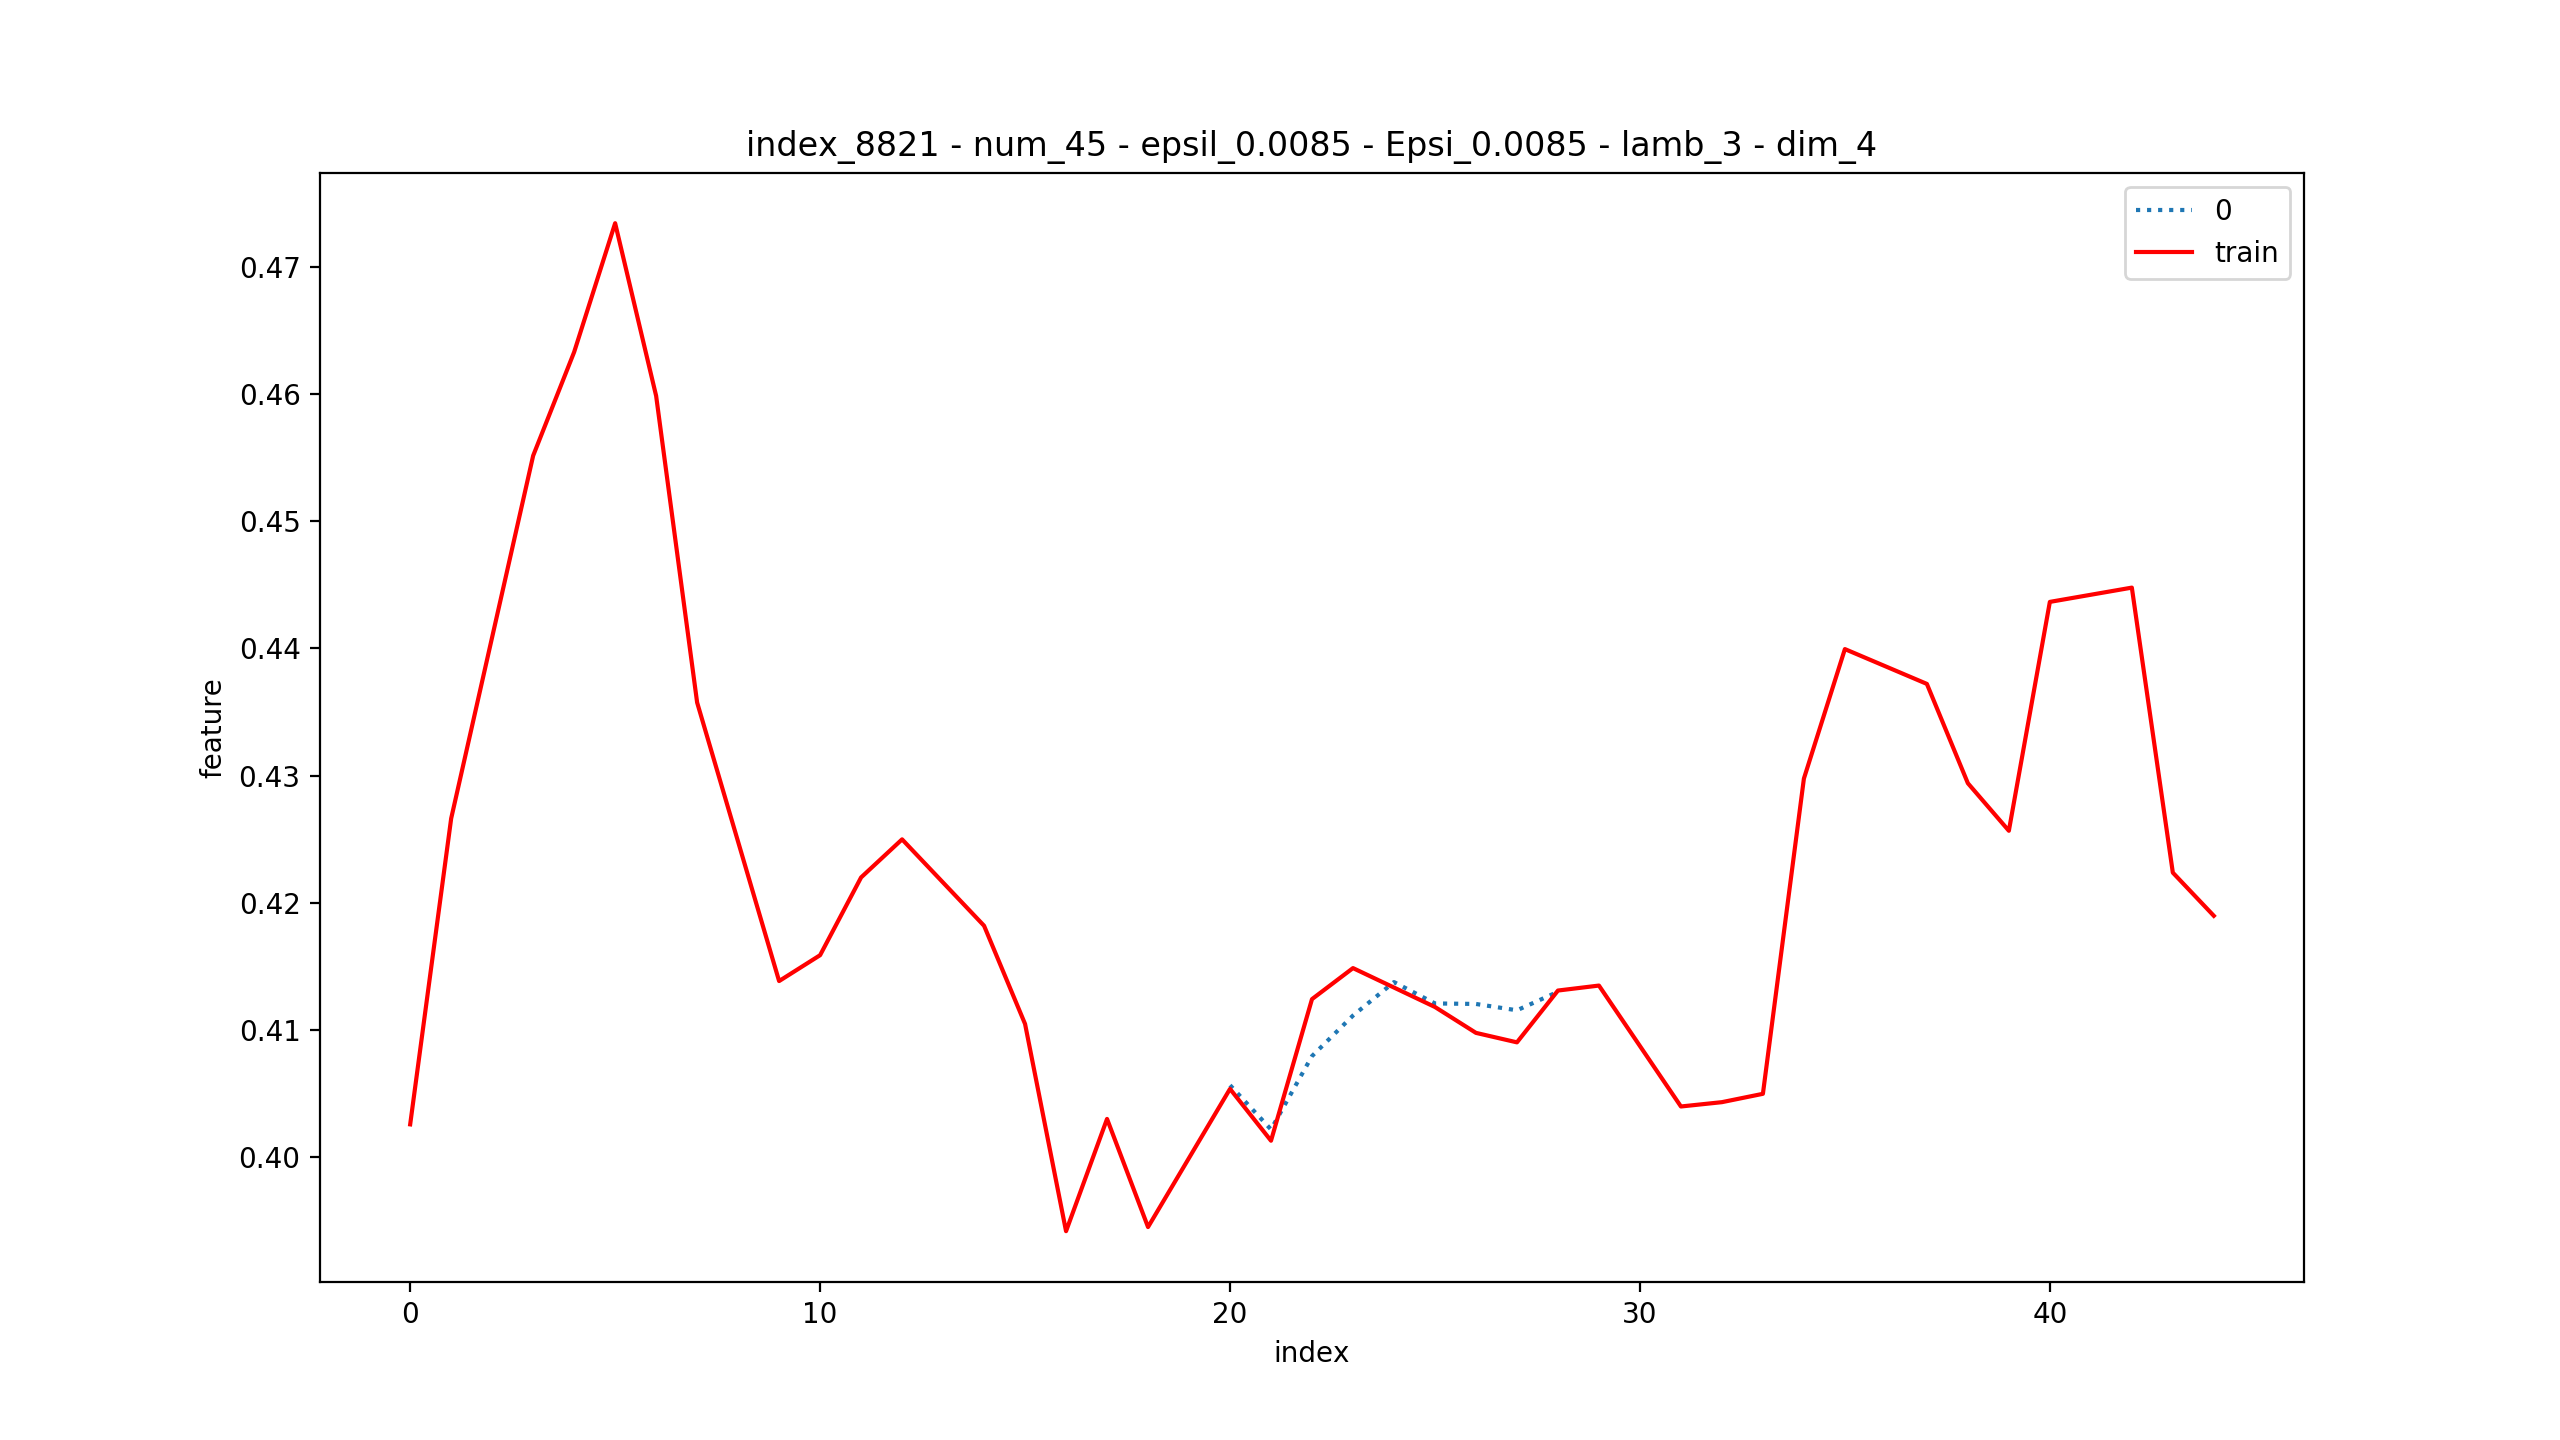 index_8821 - num_45 - epsil_0.0085 - Epsi_0.0085 - lamb_3 - dim_4
0
train
0.47
0.46
0.45
0.44
0.43
0.42
0.41
0.40
feature
0 10 20 30 40
index